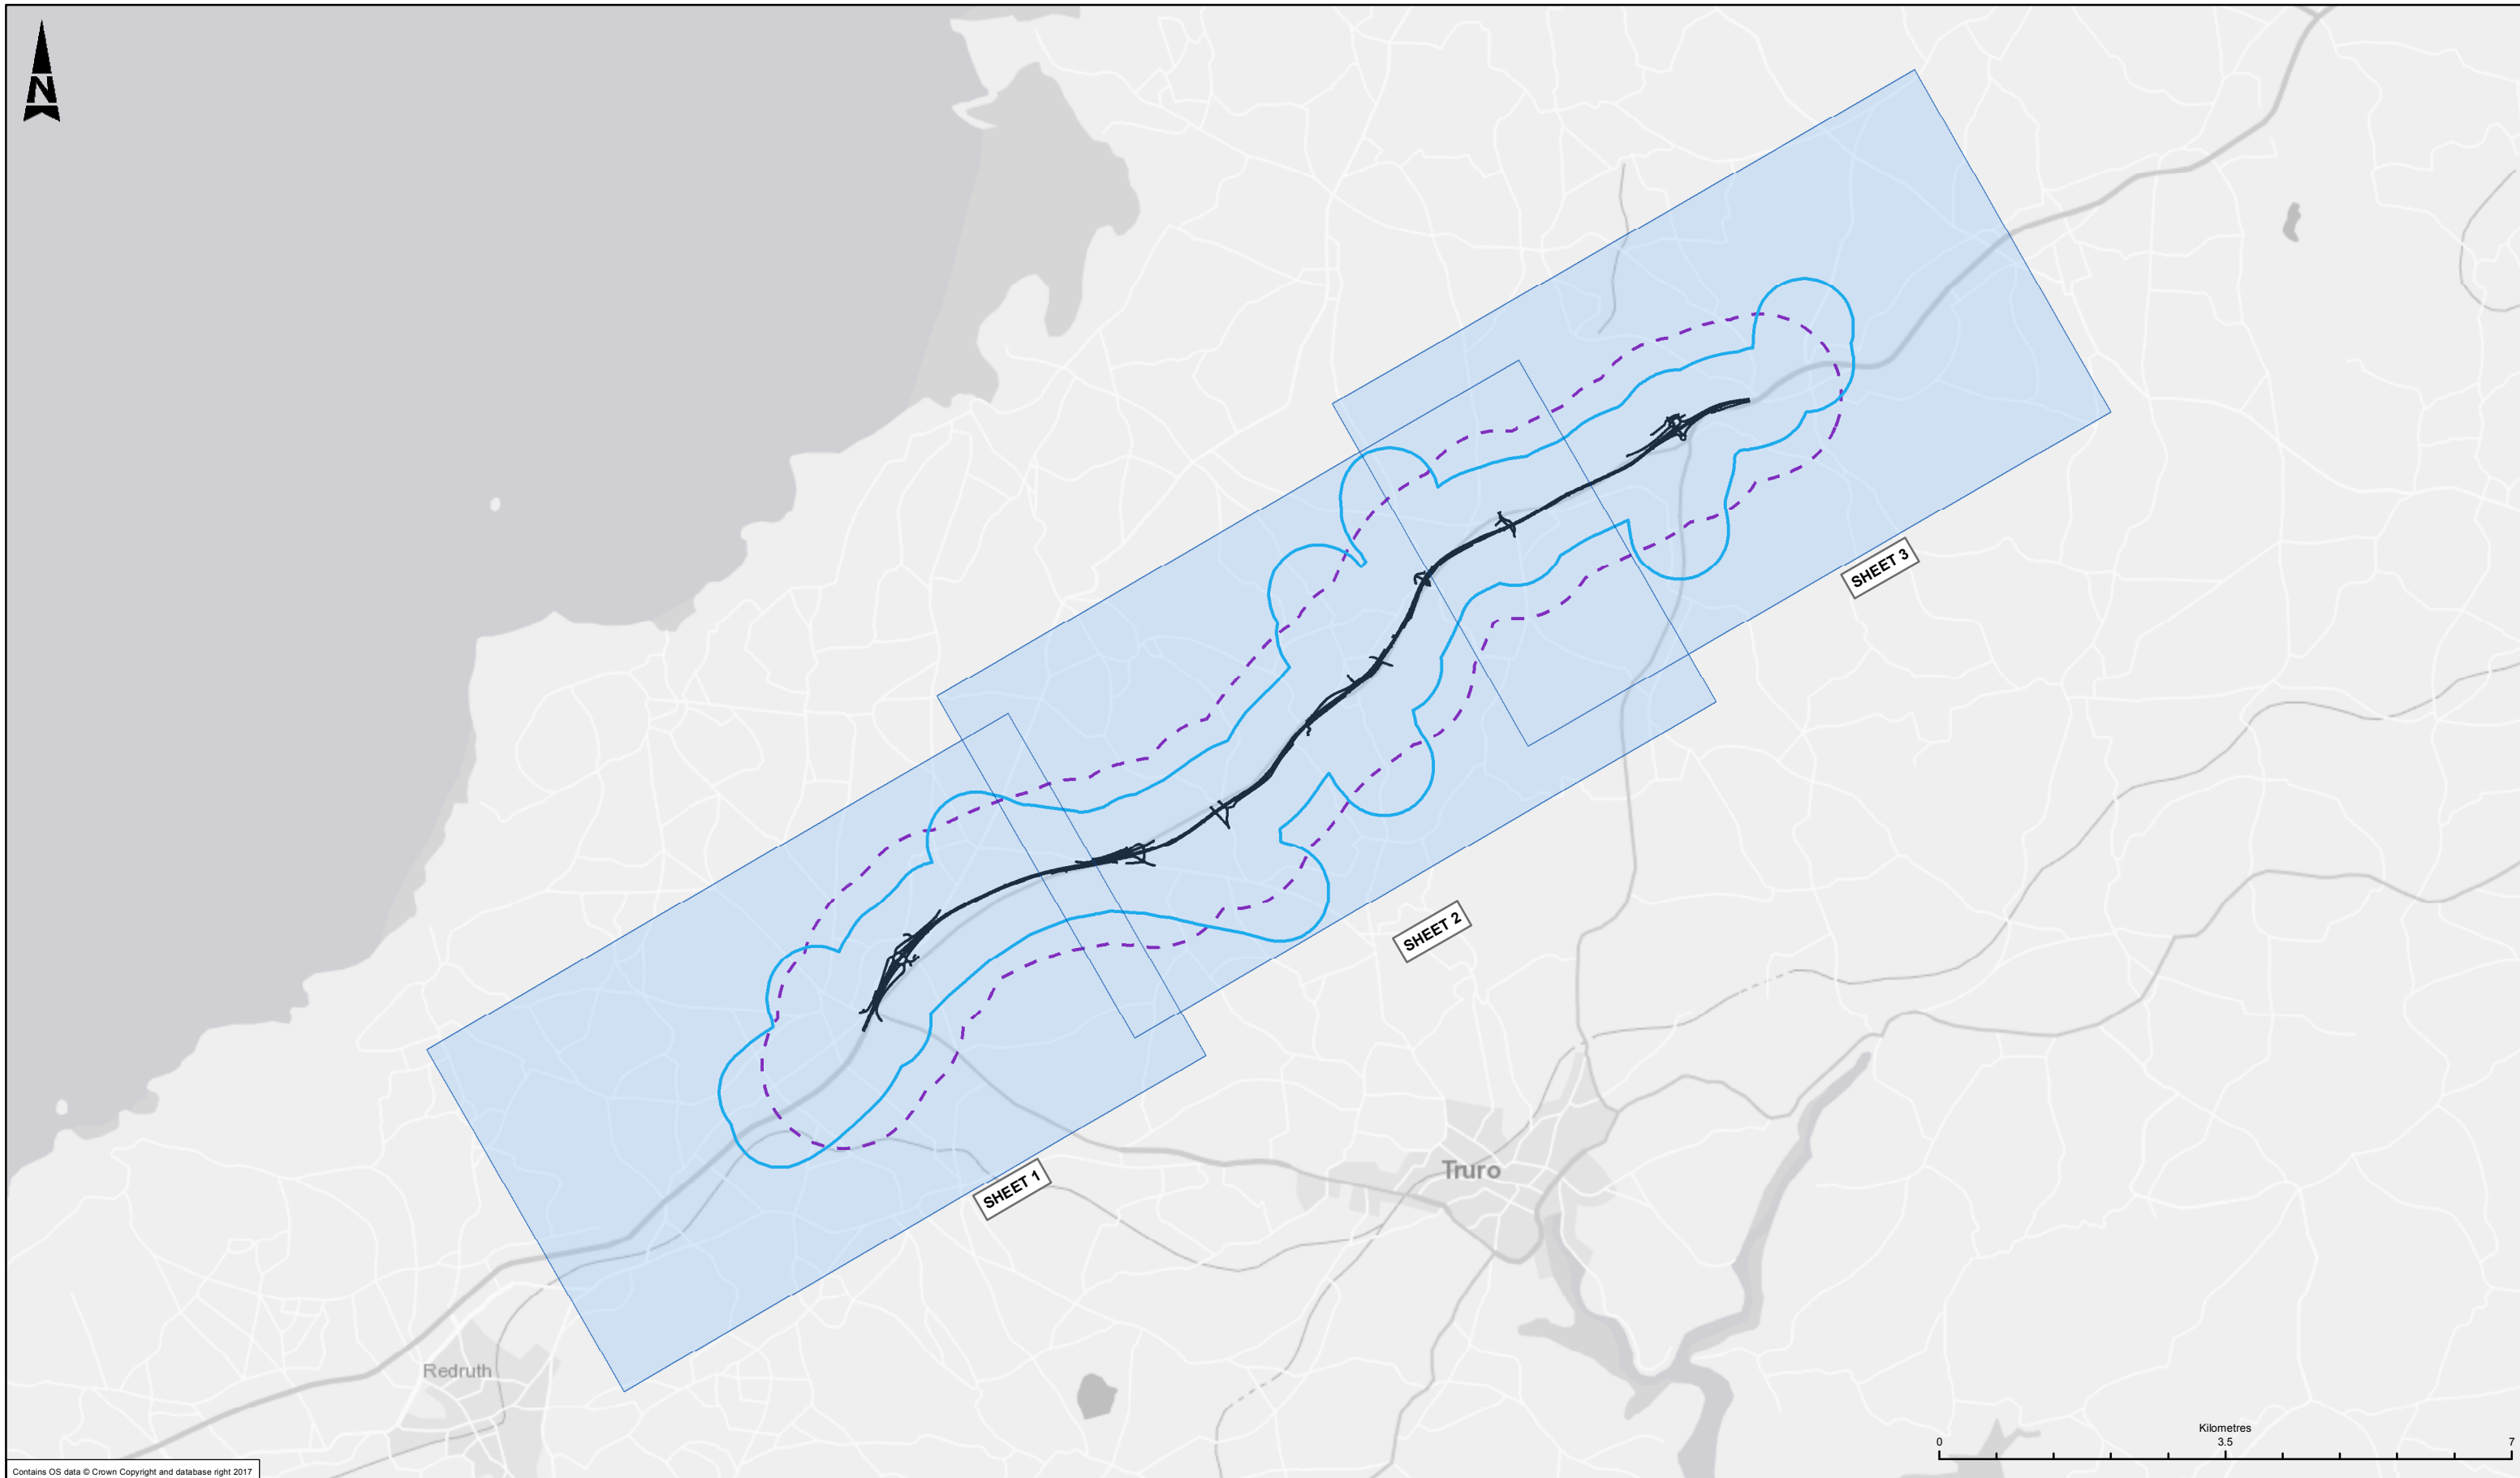 N
SHEET 3
SHEET 2
SHEET 1
Truro
Redruth
Kilometres
0 3.5 7
Contains OS data © Crown Copyright and database right 2017